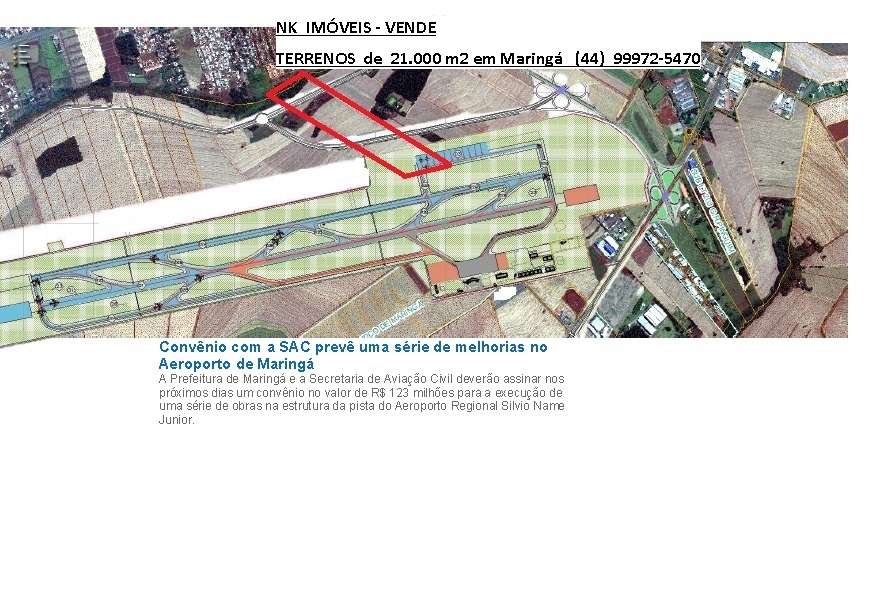 NK IMÓVEIS - VENDE
TERRENOS de 21.000 m2 em Maringá (44) 99972-5470
Convênio com a SAC prevê uma série de melhorias no
Aeroporto de Maringá
A Prefeitura de Maringá e a Secretaria de Aviação Civil deverão assinar nos
próximos dias um convênio no valor de R$ 123 milhões para a execução de
uma série de obras na estrutura da pista do Aeroporto Regional Silvio Name
Junior.